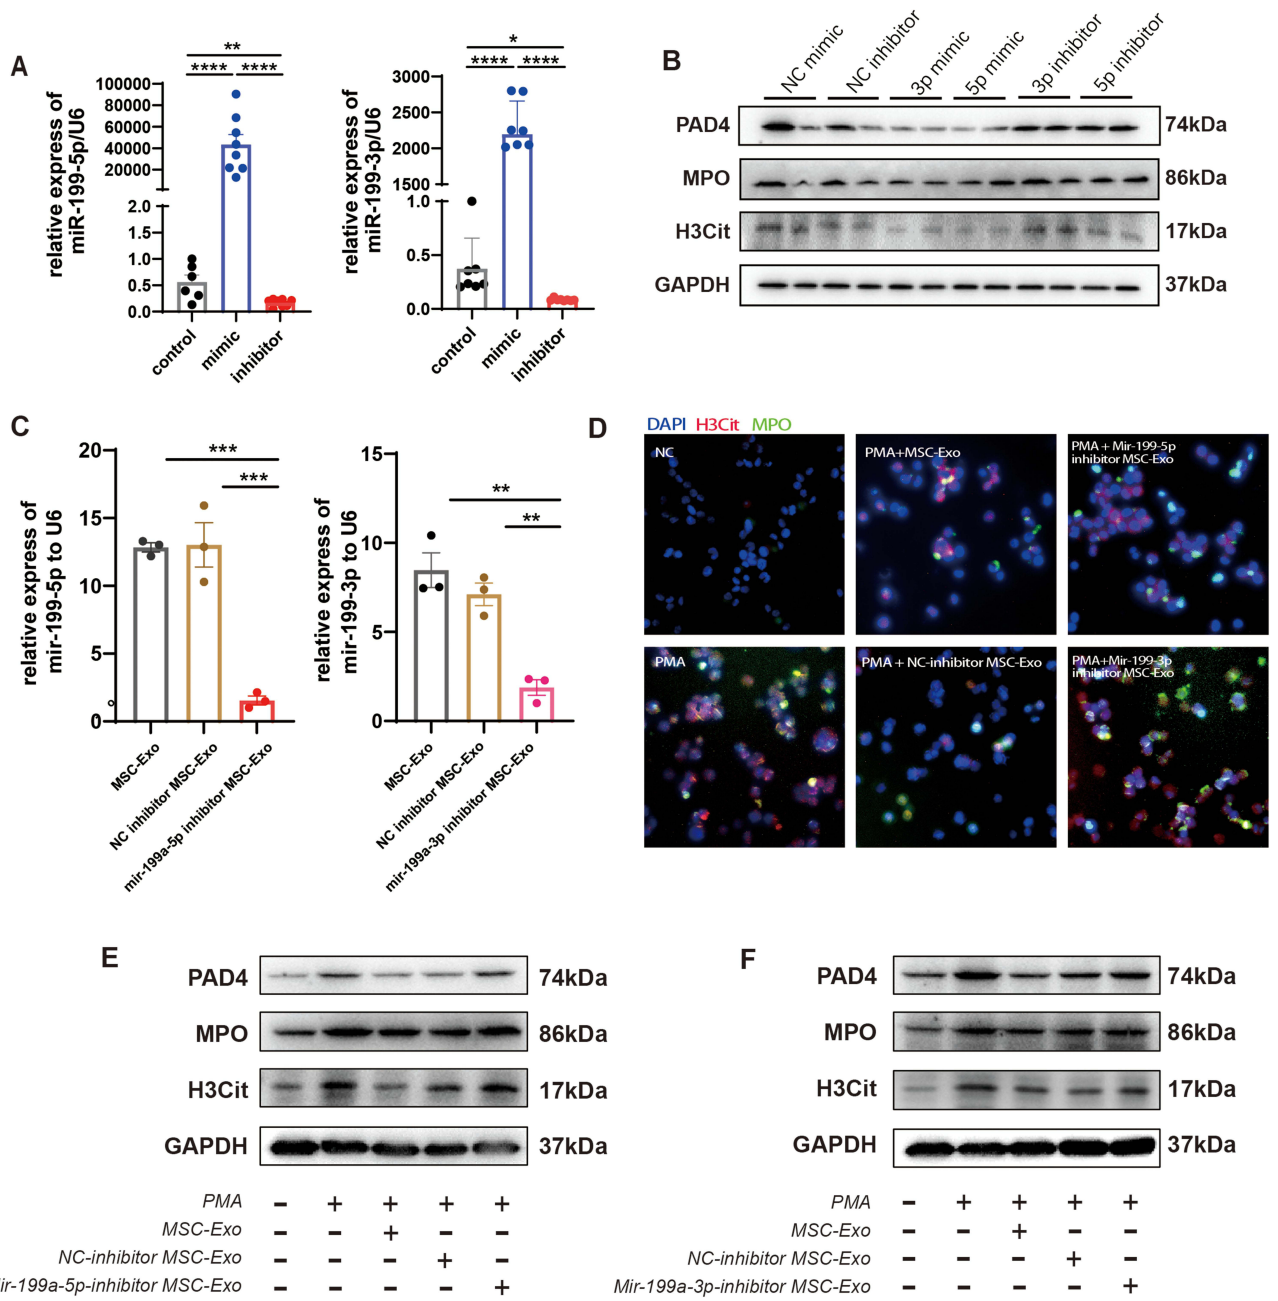 A
** 
**** ****
relative expression of
miR-199-5p/U6
100000
80000
60000
40000
20000
2.0
1.5
1.0
0.5
0.0
control
mimic
inhibitor
*
**** ****
relative express of
miR-199-3p/U6
3000
2500
2000
1500
1.0
0.5
0.0
control
mimic
inhibitor
B
NC mimic
NC inhibitor
3p mimic
5p mimic
3p inhibitor
5p inhibitor
PAD4 74kDa
MPO 86kDa
H3Cit 17kDa
GAPDH 37kDa
C
***
***
relative express of
mir-199-5p to U6
20
15
10
5
0
MSC-Exo
NC inhibitor MSC-Exo
mir-199a-5p inhibitor MSC-Exo
**
**
relative express of
mir-199-3p to U6
15
10
5
0
MSC-Exo
NC inhibitor MSC-Exo
mir-199a-3p inhibitor MSC-Exo
D
DAPI H3Cit MPO
NC
PMA+MSC-Exo
PMA + Mir-199-5p
inhibitor MSC-Exo
PMA
PMA + NC-inhibitor MSC-Exo
PMA+Mir-199-3p
inhibitor MSC-Exo
E
PAD4 74kDa
MPO 86kDa
H3Cit 17kDa
GAPDH 37kDa
PMA − + + + +
MSC-Exo − − + − −
NC-inhibitor MSC-Exo − − − + −
ir-199a-5p-inhibitor MSC-Exo − − − − +
F
PAD4 74kDa
MPO 86kDa
H3Cit 17kDa
GAPDH 37kDa
PMA − + + + +
MSC-Exo − − + − −
NC-inhibitor MSC-Exo − − − + −
Mir-199a-3p-inhibitor MSC-Exo − − − − +